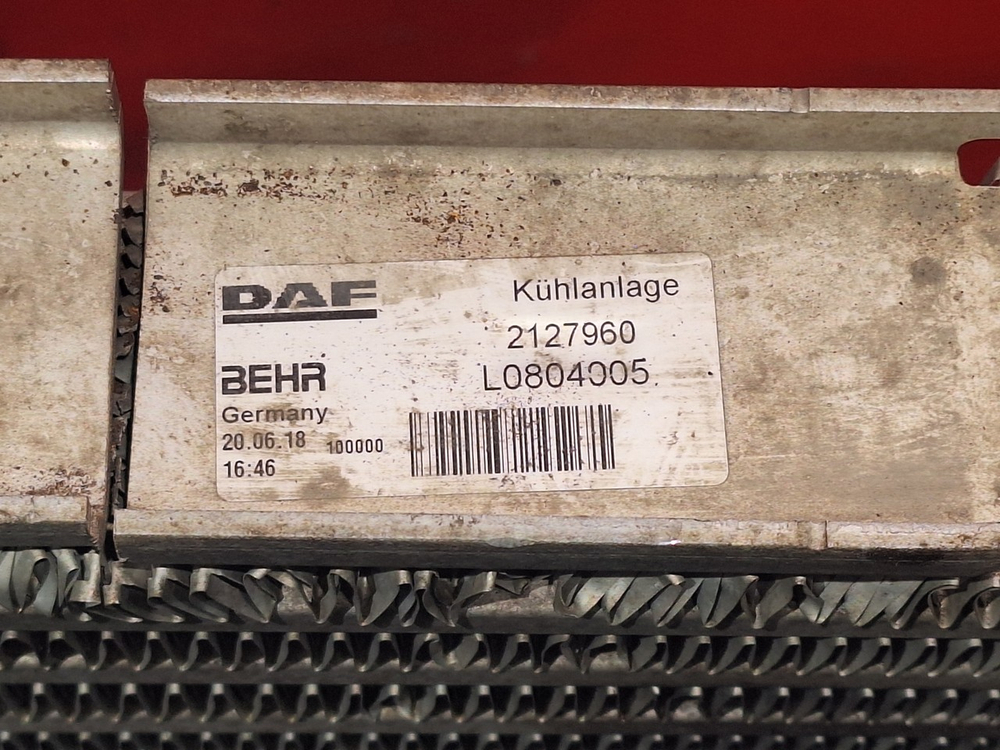 DAF
Kühlanlage
2127960
BEHR
L0804005
Germany
20.06.18 100000
16:46